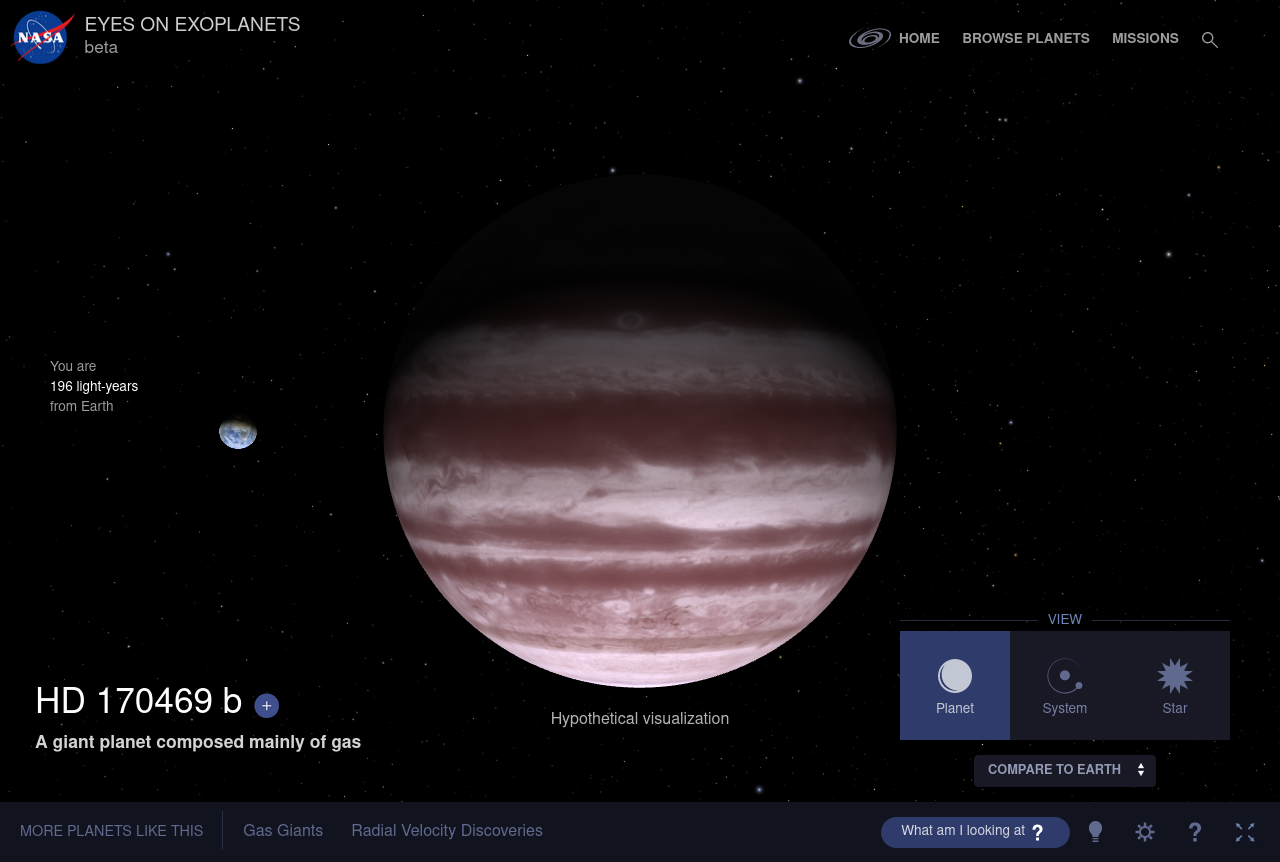 NASA
EYES ON EXOPLANETS
beta
HOME
BROWSE PLANETS
MISSIONS
You are
196 light-years
from Earth
HD 170469 b +
A giant planet composed mainly of gas
Hypothetical visualization
VIEW
Planet
System
Star
COMPARE TO EARTH
MORE PLANETS LIKE THIS
Gas Giants
Radial Velocity Discoveries
What am I looking at ?
?